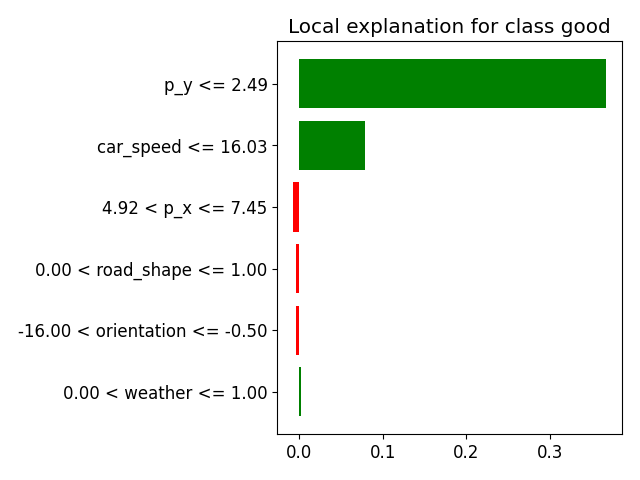 Local explanation for class good
p_y <= 2.49
car_speed <= 16.03
4.92 < p_x <= 7.45
0.00 < road_shape <= 1.00
-16.00 < orientation <= -0.50
0.00 < weather <= 1.00
0.0 0.1 0.2 0.3